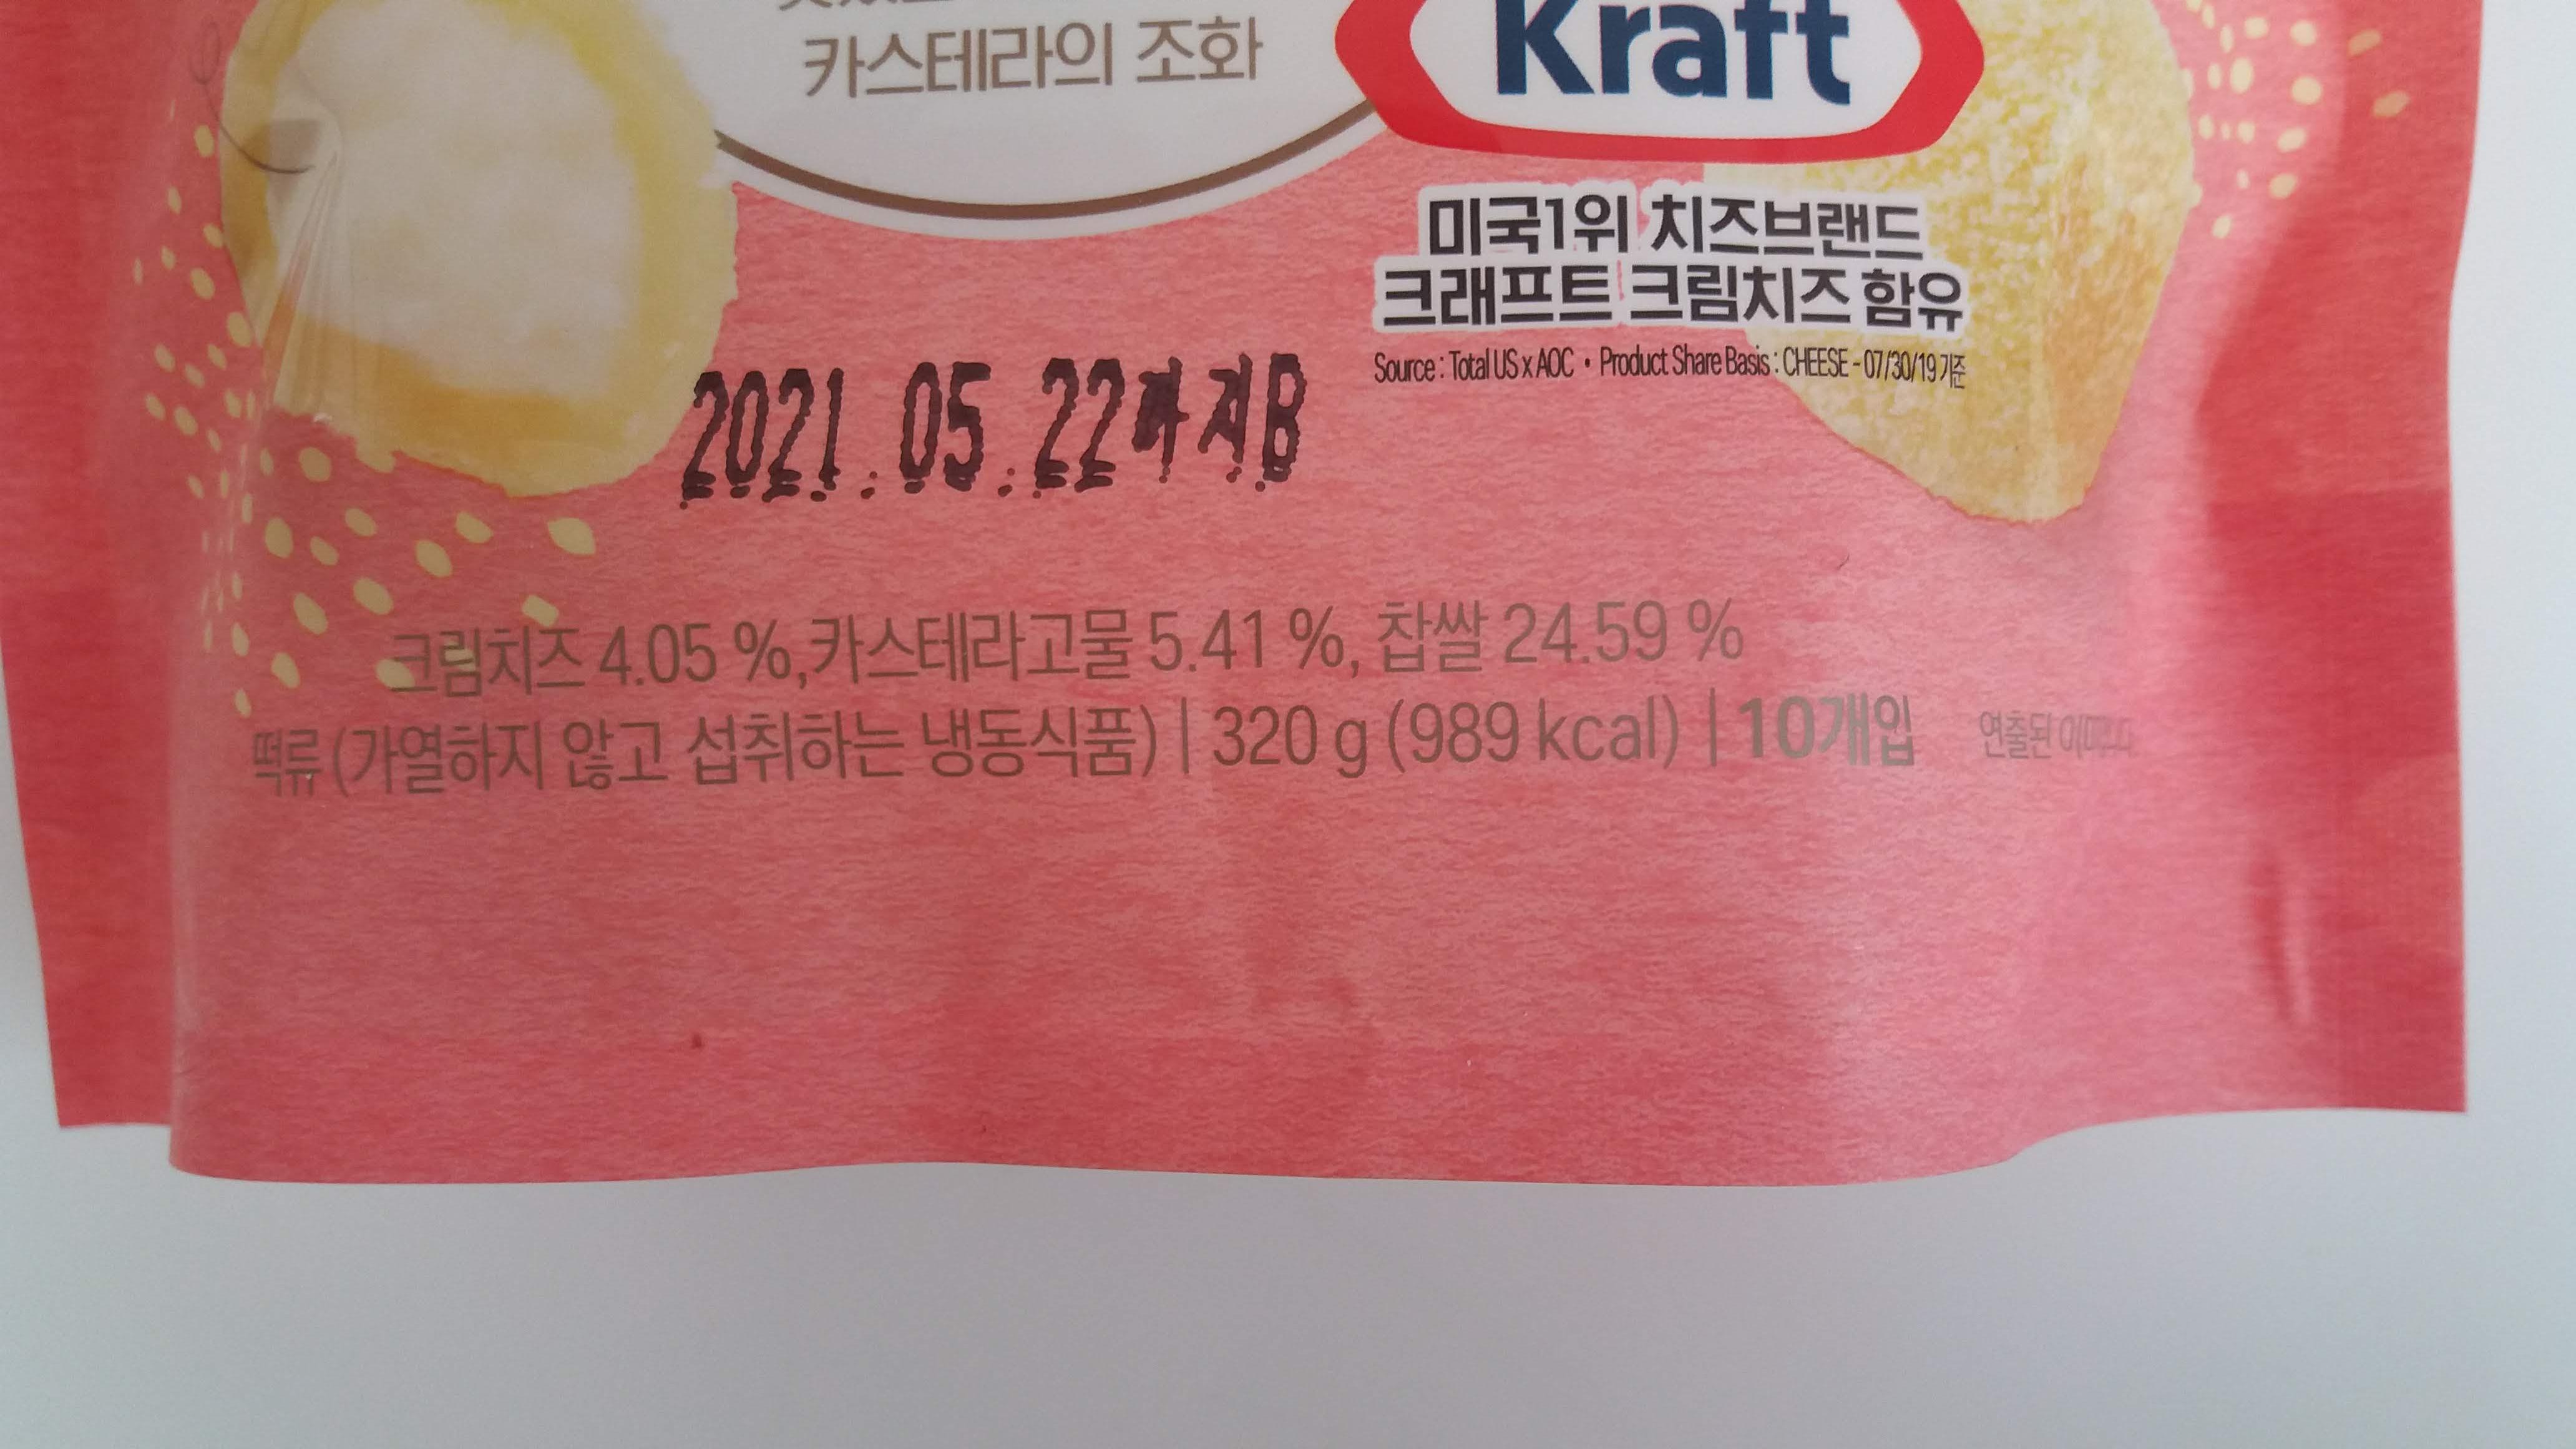 카스테라의 조화
Kraft
미국1위 치즈브랜드
크래프트 크림치즈 함유
Source : Total US x AOC • Product Share Basis : CHEESE - 07/30/19 기준
2021.05.22까지B
크림치즈 4.05 %,카스테라고물 5.41 %, 찹쌀 24.59 %
떡류 (가열하지 않고 섭취하는 냉동식품) | 320 g (989 kcal) | 10개입
연출된